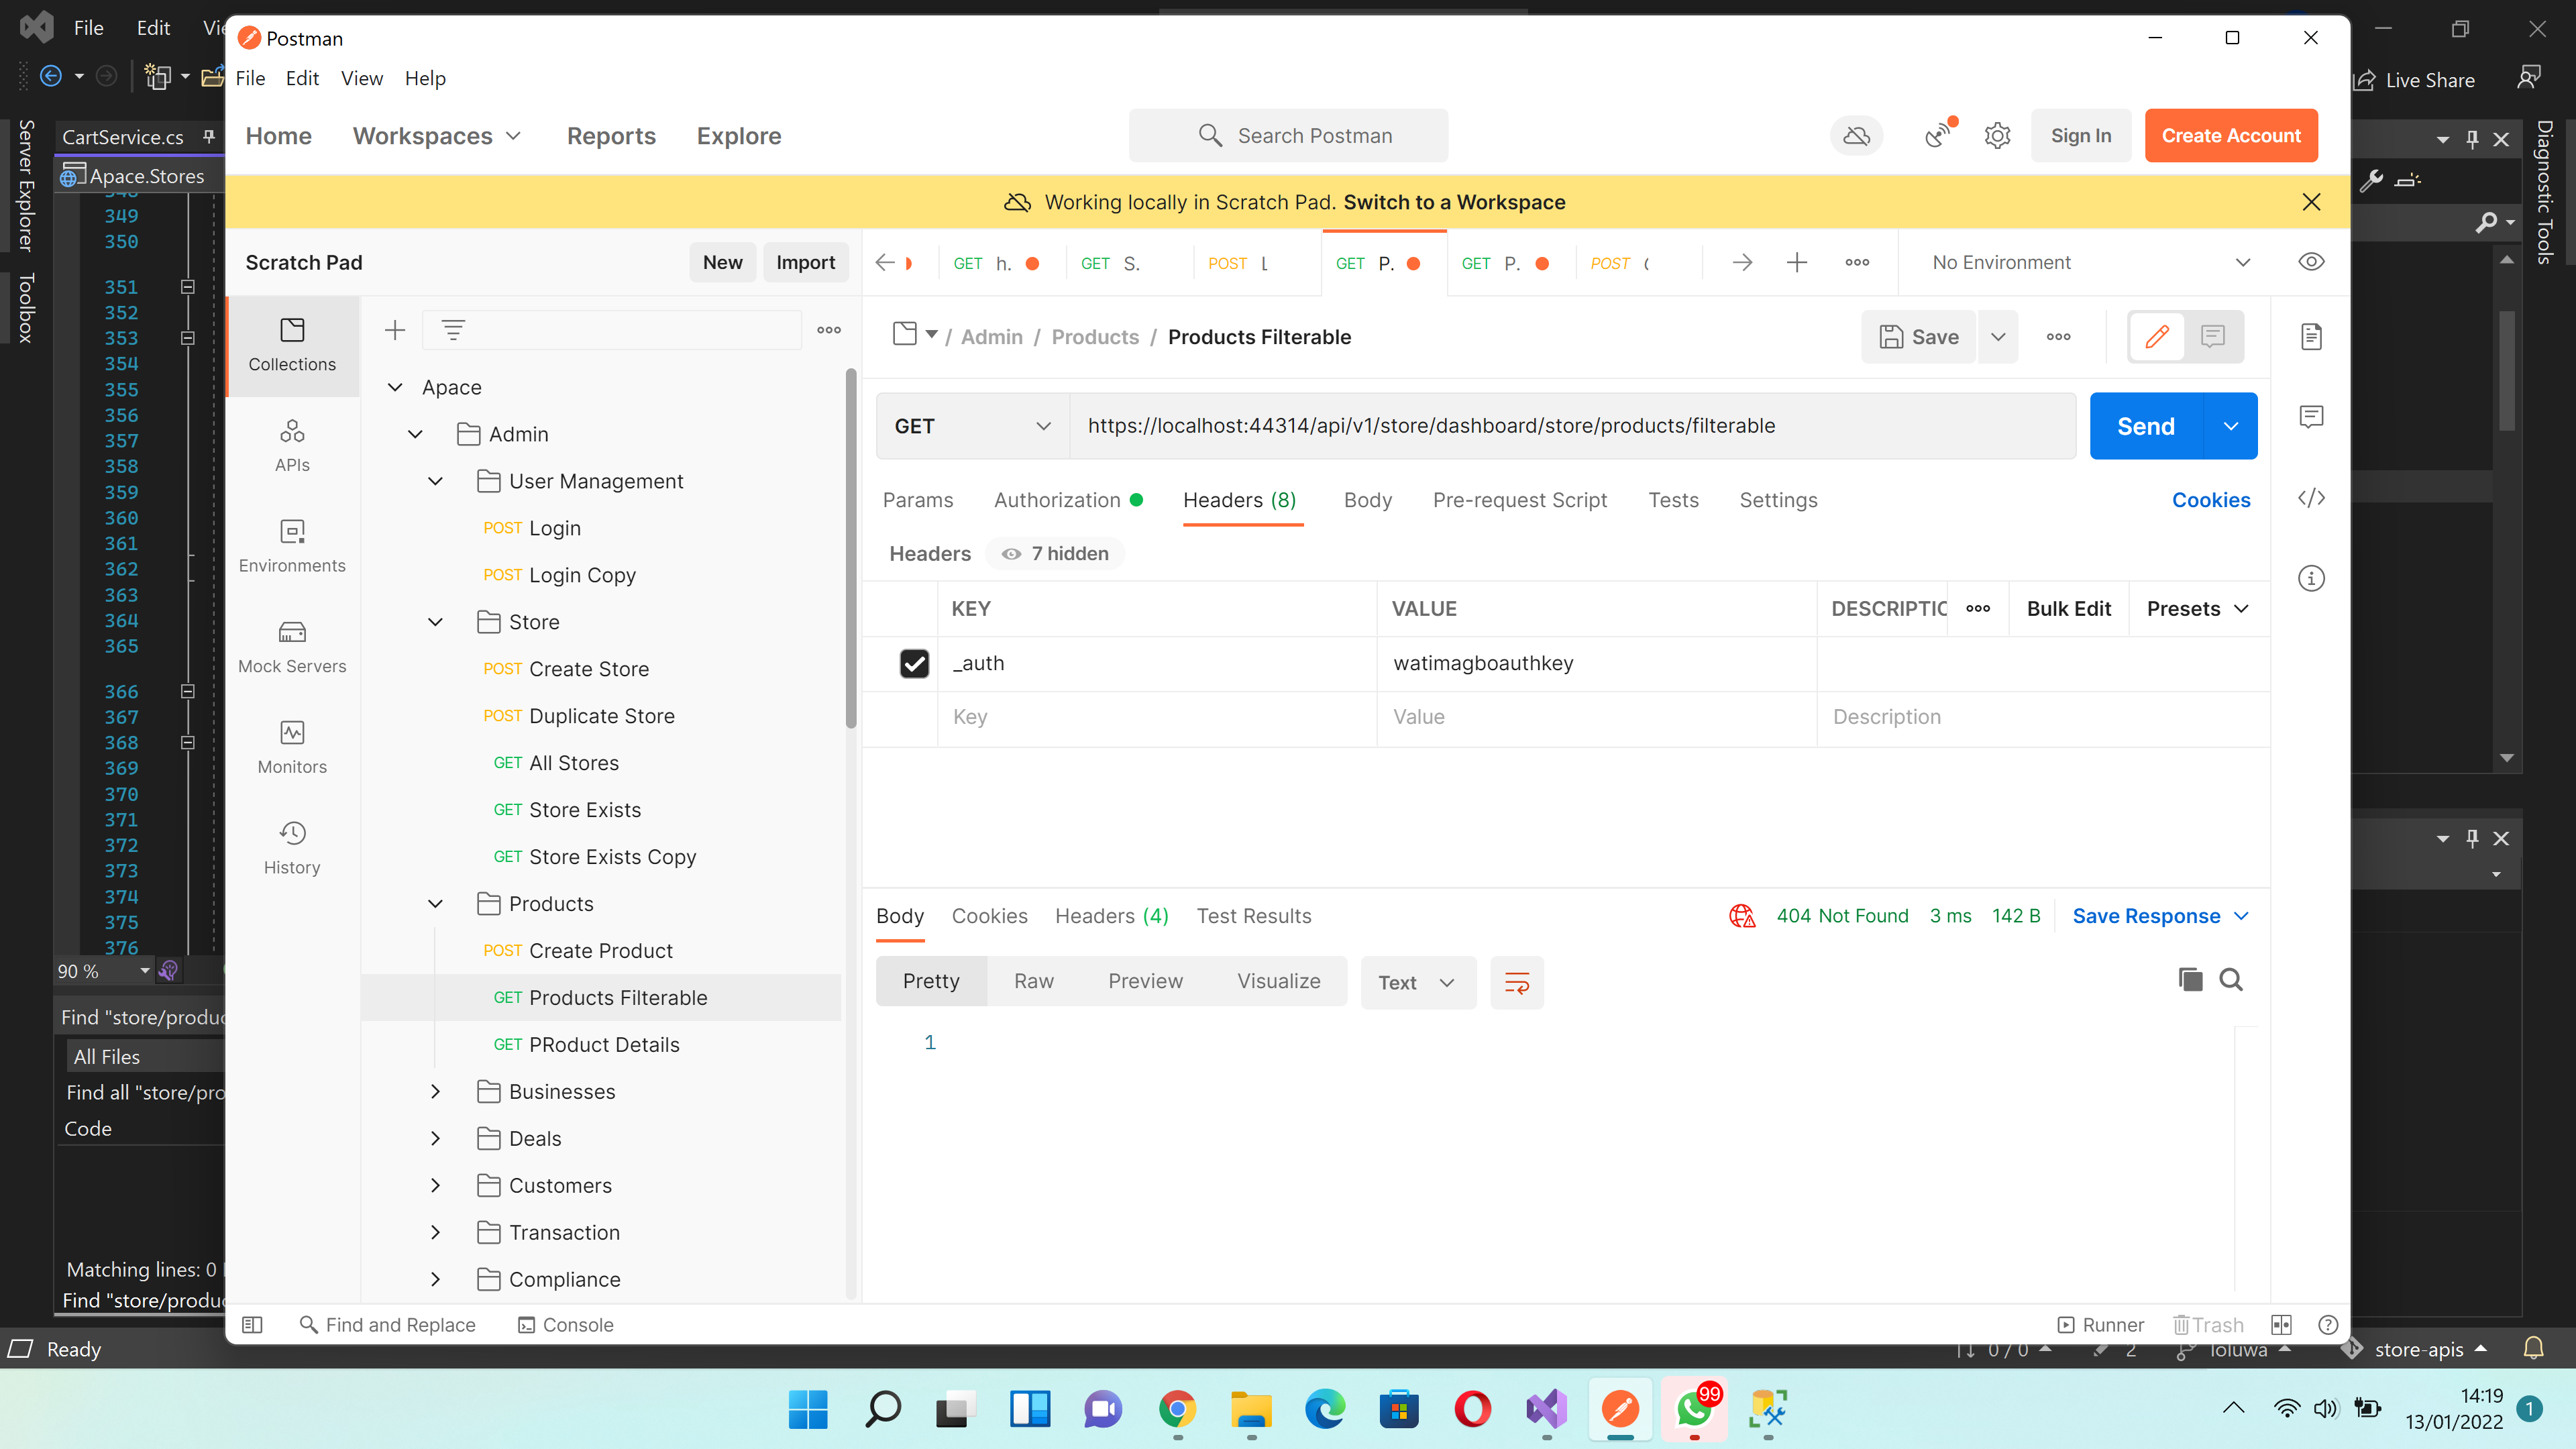 File Edit
Postman
File Edit View Help
Live Share
Home Workspaces Reports Explore
Search Postman
Sign In Create Account
Server Explorer
Toolbox
Diagnostic Tools
CartService.cs
Apace.Stores
Working locally in Scratch Pad. Switch to a Workspace
349
350
351
352
353
354
355
356
357
358
359
360
361
362
363
364
365
366
367
368
369
370
371
372
373
374
375
376
90 %
Scratch Pad New Import
GET h. GET S. POST L GET P. GET P. POST
No Environment
Collections
APIs
Environments
Mock Servers
Monitors
History
Apace
Admin
User Management
POST Login
POST Login Copy
Store
POST Create Store
POST Duplicate Store
GET All Stores
GET Store Exists
GET Store Exists Copy
Products
POST Create Product
GET Products Filterable
GET PRoduct Details
Businesses
Deals
Customers
Transaction
Compliance
/ Admin / Products / Products Filterable
Save
GET https://localhost:44314/api/v1/store/dashboard/store/products/filterable Send
Params Authorization Headers (8) Body Pre-request Script Tests Settings Cookies
Headers 7 hidden
KEY VALUE DESCRIPTIO Bulk Edit Presets
_auth watimagboauthkey
Key Value Description
Body Cookies Headers (4) Test Results 404 Not Found 3 ms 142 B Save Response
Pretty Raw Preview Visualize Text
1
Find "store/produc
All Files
Find all "store/pro
Code
Matching lines: 0
Find "store/produc
Find and Replace Console Runner Trash
Ready
0 / 0 2 loluwa store-apis
99
14:19
13/01/2022
1